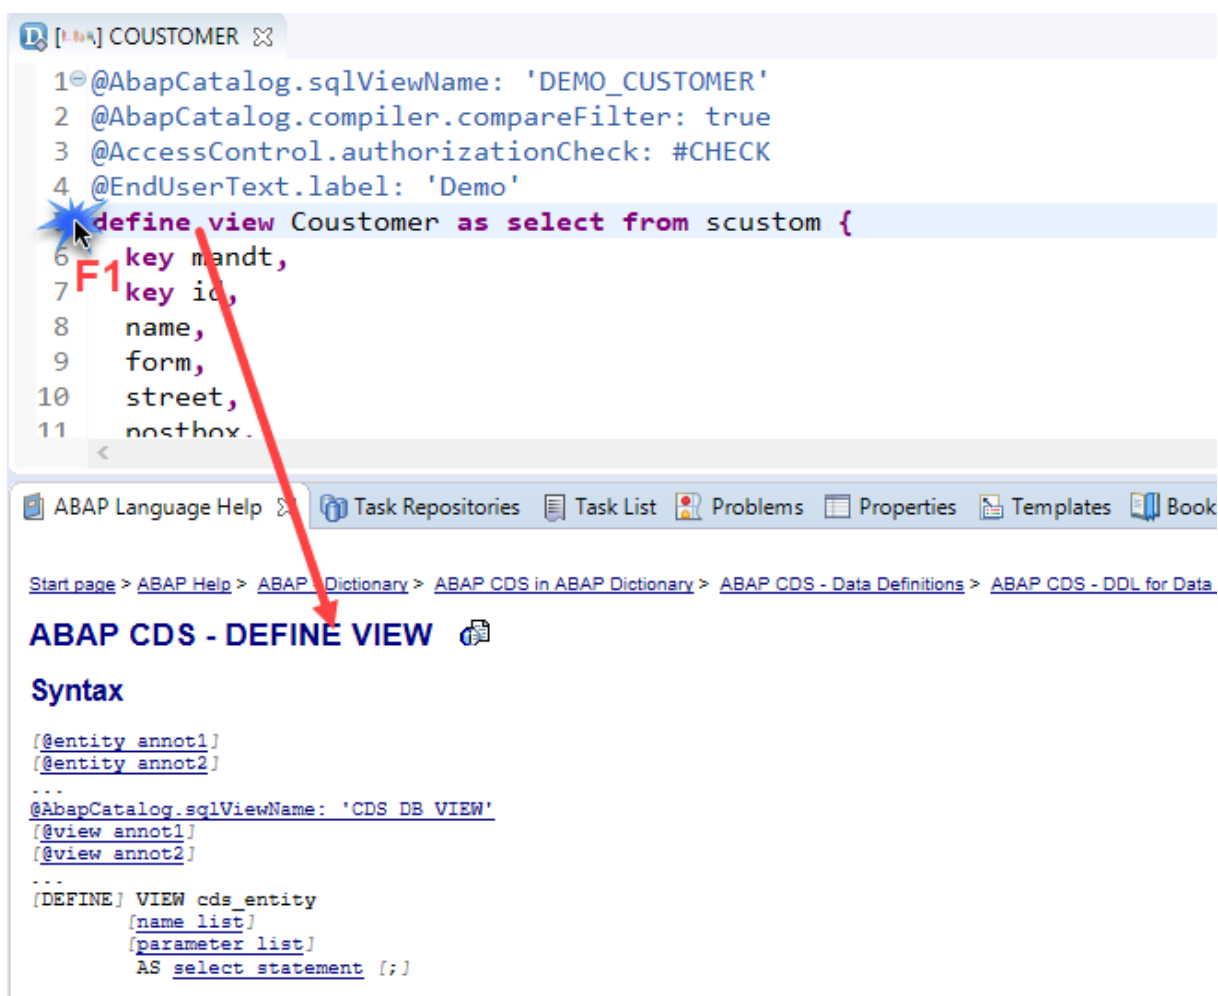 COUSTOMER
1 @AbapCatalog.sqlViewName: 'DEMO_CUSTOMER'
2 @AbapCatalog.compiler.compareFilter: true
3 @AccessControl.authorizationCheck: #CHECK
4 @EndUserText.label: 'Demo'
define view Coustomer as select from scustom {
6 key mandt,
F1
7 key id,
8 name,
9 form,
10 street,
11 postbox,
ABAP Language Help Task Repositories Task List Problems Properties Templates Book
Start page > ABAP Help > ABAP - Dictionary > ABAP CDS in ABAP Dictionary > ABAP CDS - Data Definitions > ABAP CDS - DDL for Data
ABAP CDS - DEFINE VIEW
Syntax
[@entity_annot1]
[@entity_annot2]
...
@AbapCatalog.sqlViewName: 'CDS_DB_VIEW'
[@view_annot1]
[@view_annot2]
...
[DEFINE] VIEW cds_entity
[name_list]
[parameter_list]
AS select_statement [;]